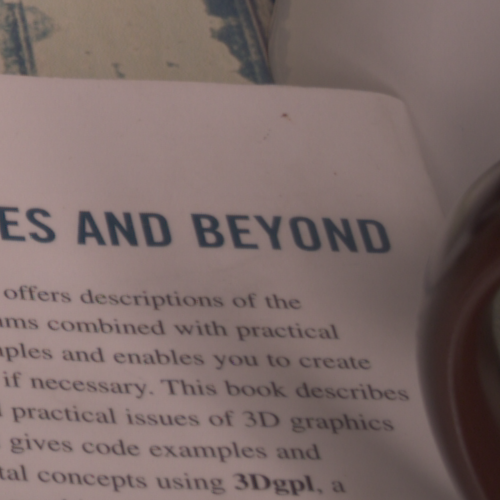 ES AND BEYOND
offers descriptions of the
ams combined with practical
ples and enables you to create
if necessary. This book describes
practical issues of 3D graphics
gives code examples and
tal concepts using 3Dgpl, a